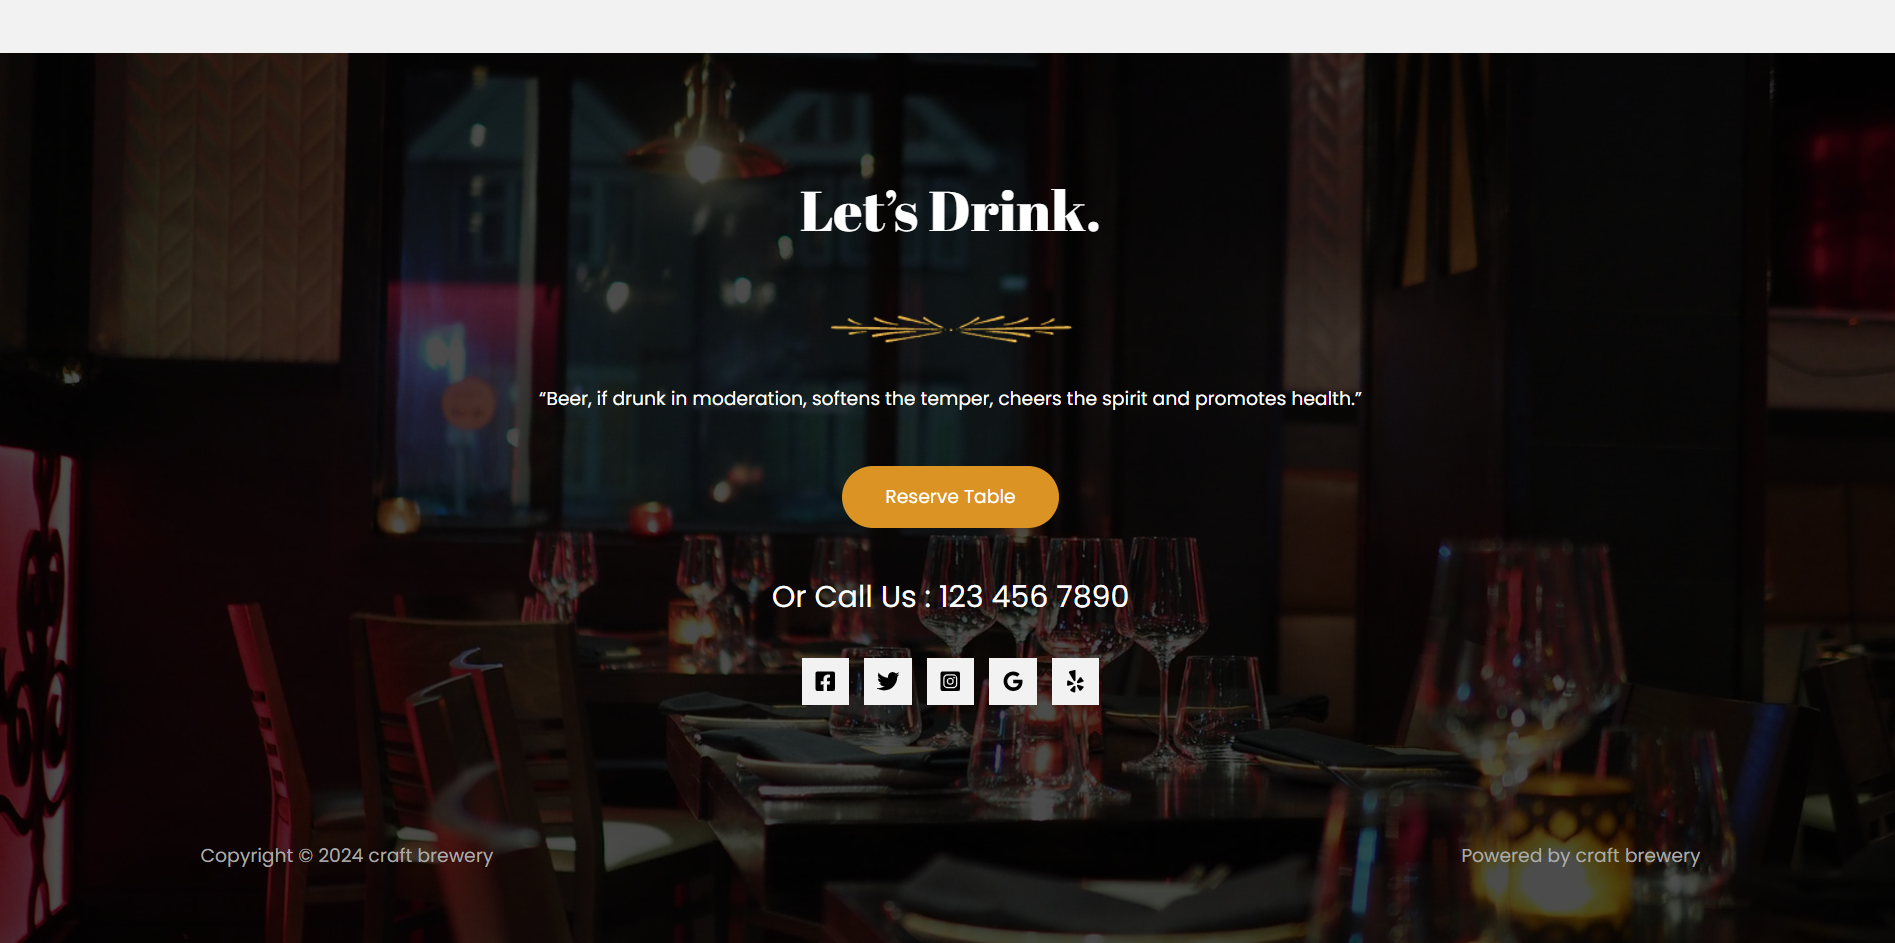 Let’s Drink.
“Beer, if drunk in moderation, softens the temper, cheers the spirit and promotes health.”
Reserve Table
Or Call Us : 123 456 7890
Copyright © 2024 craft brewery
Powered by craft brewery